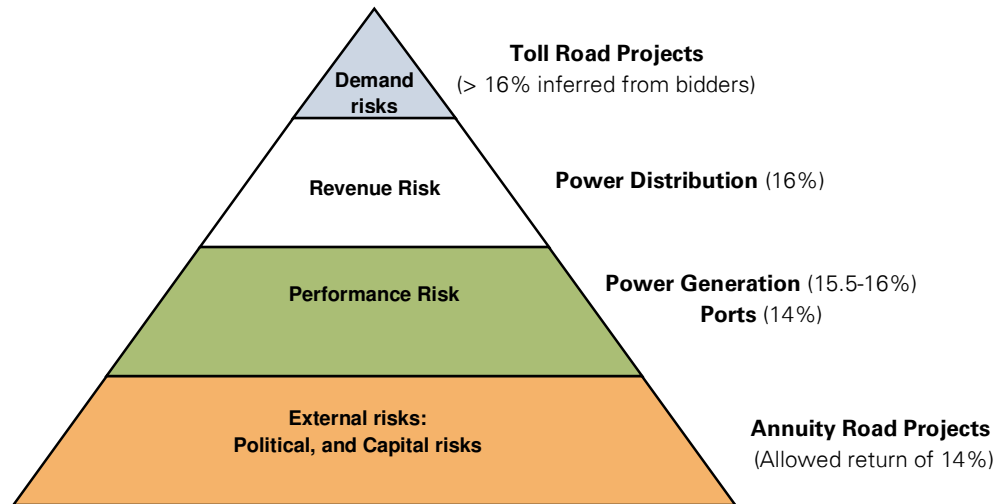 Demand
risks
Toll Road Projects
(> 16% inferred from bidders)
Revenue Risk
Power Distribution (16%)
Performance Risk
Power Generation (15.5-16%)
Ports (14%)
External risks:
Political, and Capital risks
Annuity Road Projects
(Allowed return of 14%)